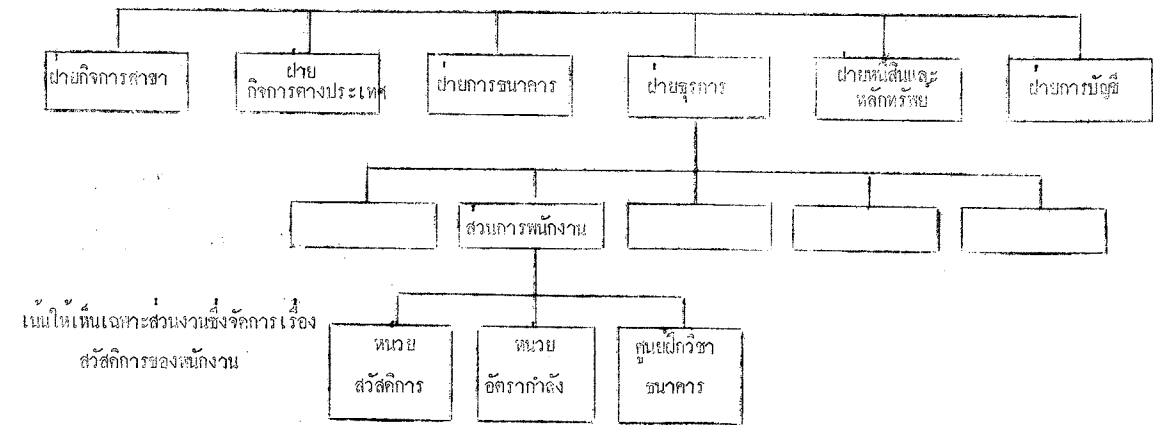 ฝ่ายกิจการสาขา
ฝ่าย
กิจการต่างประเทศ
ฝ่ายการธนาคาร
ฝ่ายธุรการ
ฝ่ายหนี้สินและ
หลักทรัพย์
ฝ่ายการบัญชี
ส่วนการพนักงาน
เน้นให้เห็นเฉพาะส่วนงานซึ่งจัดการเรื่อง
สวัสดิการของพนักงาน
หน่วย
สวัสดิการ
หน่วย
อัตรากำลัง
ศูนย์ฝึกวิชา
ธนาคาร